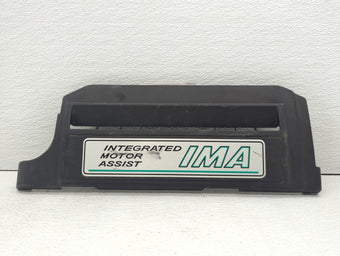 INTEGRATED
MOTOR
ASSIST
IMA